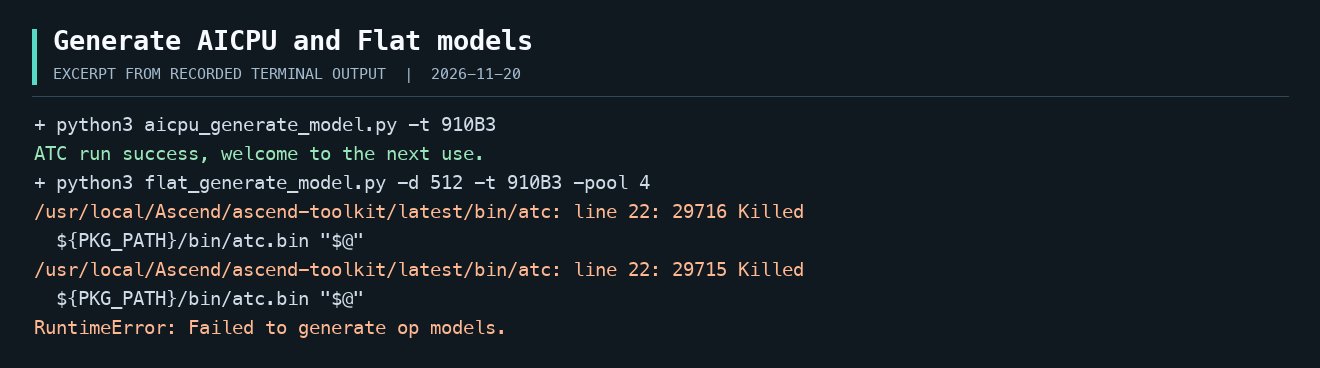 Generate AICPU and Flat models
EXCERPT FROM RECORDED TERMINAL OUTPUT | 2026−11−20
+ python3 aicpu_generate_model.py −t 910B3
ATC run success, welcome to the next use.
+ python3 flat_generate_model.py −d 512 −t 910B3 −pool 4
/usr/local/Ascend/ascend−toolkit/latest/bin/atc: line 22: 29716 Killed
  ${PKG_PATH}/bin/atc.bin "$@"
/usr/local/Ascend/ascend−toolkit/latest/bin/atc: line 22: 29715 Killed
  ${PKG_PATH}/bin/atc.bin "$@"
RuntimeError: Failed to generate op models.